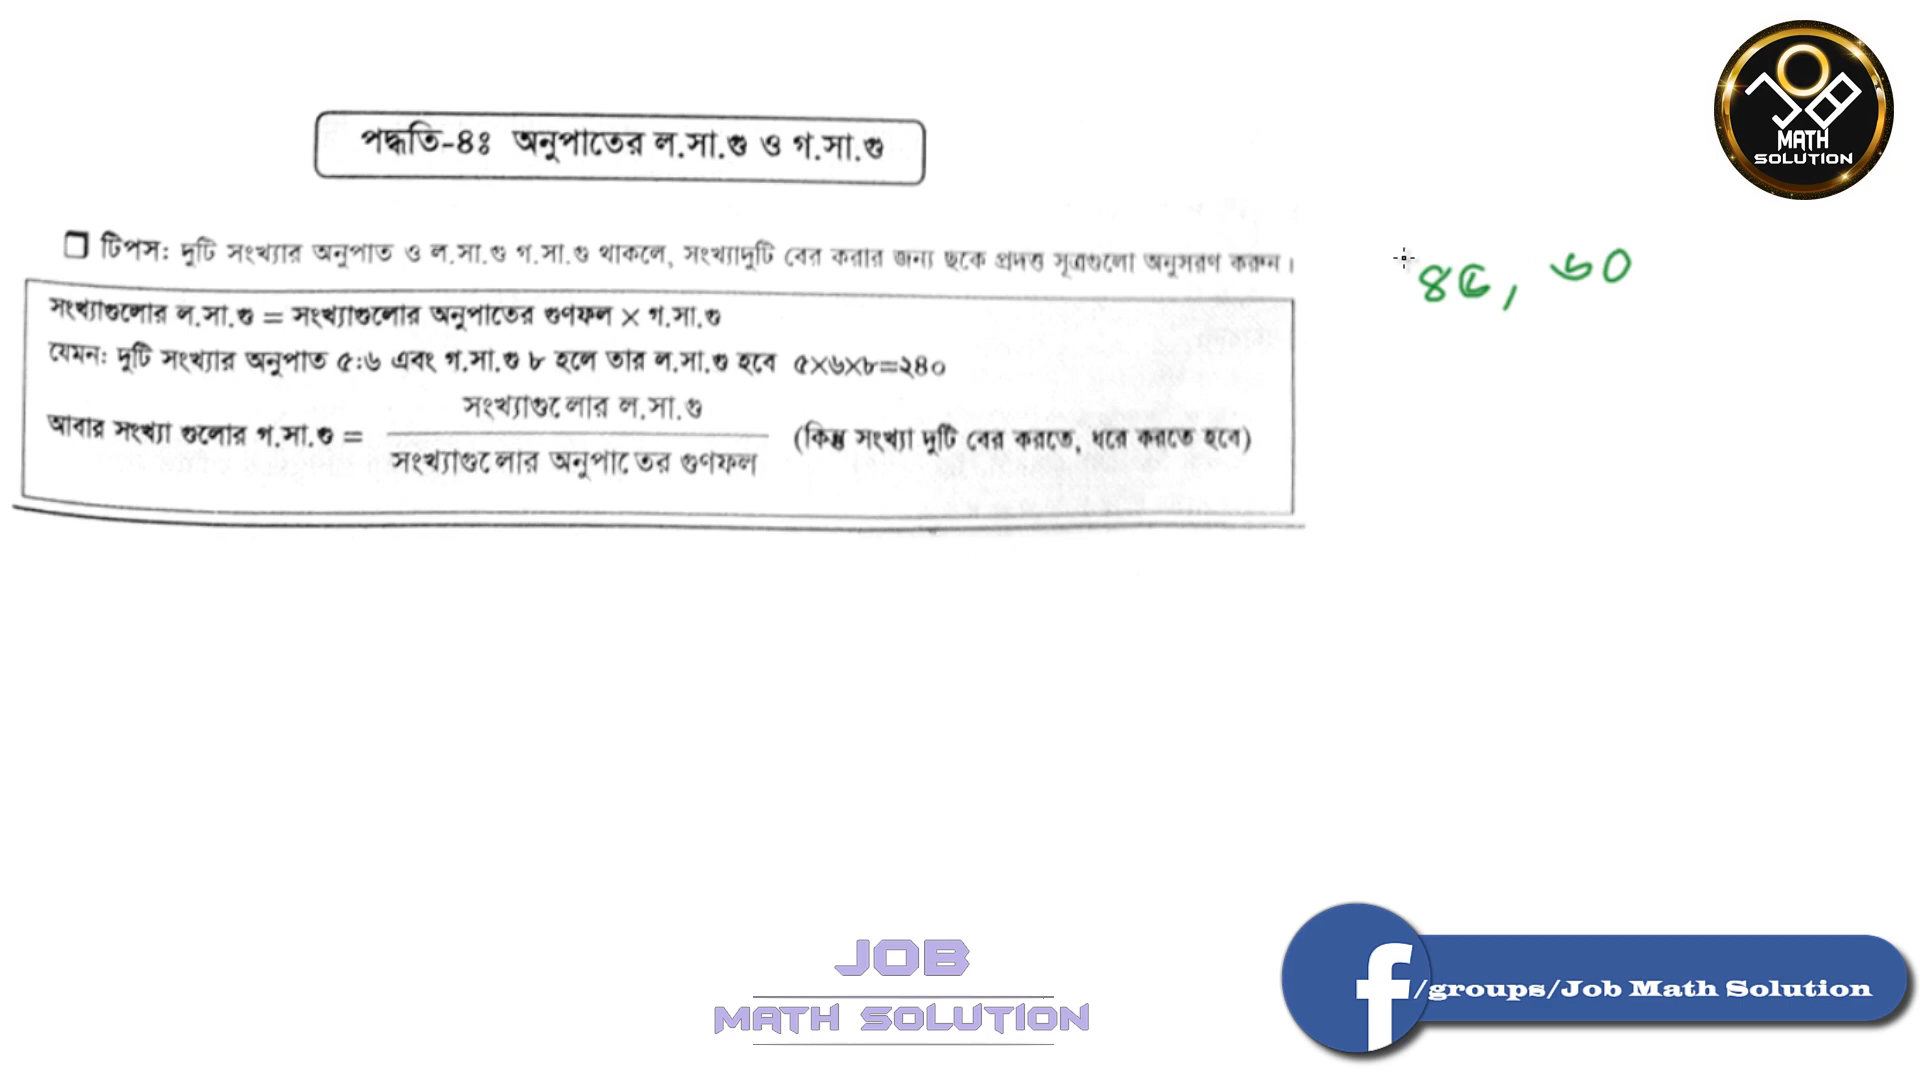 পদ্ধতি-৪ঃ অনুপাতের ল.সা.গু ও গ.সা.গু
❒ টিপস: দুটি সংখ্যার অনুপাত ও ল.সা.গু গ.সা.গু থাকলে, সংখ্যাদুটি বের করার জন্য ছকে প্রদত্ত সূত্রগুলো অনুসরণ করুন।
৪৫, ৬০
সংখ্যাগুলোর ল.সা.গু = সংখ্যাগুলোর অনুপাতের গুণফল × গ.সা.গু
যেমন: দুটি সংখ্যার অনুপাত ৫:৬ এবং গ.সা.গু ৮ হলে তার ল.সা.গু হবে ৫×৬×৮=২৪০
আবার সংখ্যা গুলোর গ.সা.গু = সংখ্যাগুলোর ল.সা.গু
সংখ্যাগুলোর অনুপাতের গুণফল
(কিন্তু সংখ্যা দুটি বের করতে, ধরে করতে হবে)
JOB
MATH
SOLUTION
JOB
MATH SOLUTION
f/groups/Job Math Solution